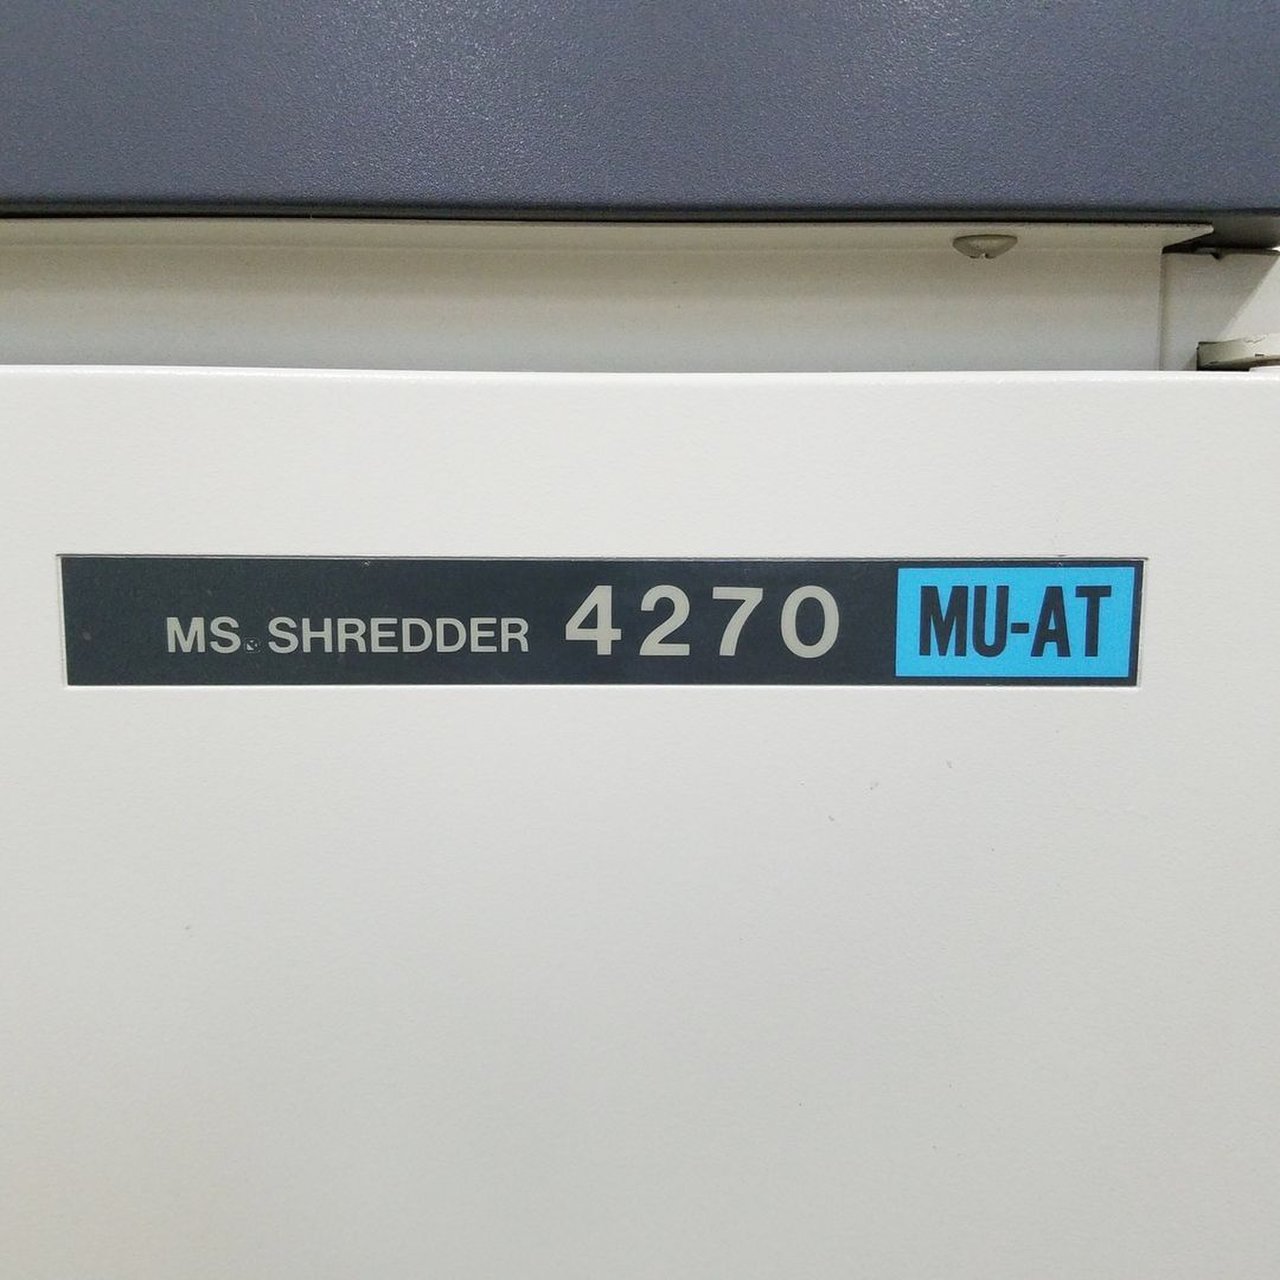 MS. SHREDDER 4270 MU-AT